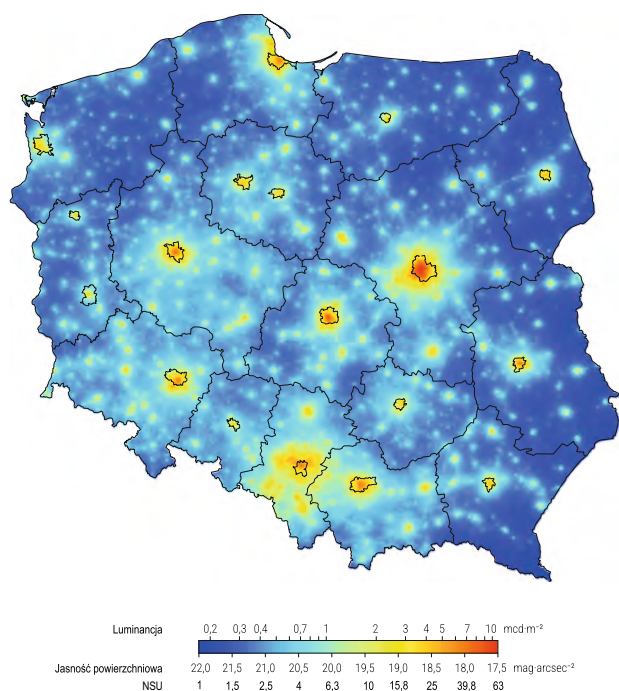 Luminancja 0,2 0,3 0,4 0,7 1 2 3 4 5 7 10 mcd·m⁻²
Jasność powierzchniowa 22,0 21,5 21,0 20,5 20,0 19,5 19,0 18,5 18,0 17,5 mag·arcsec⁻²
NSU 1 1,5 2,5 4 6,3 10 15,8 25 39,8 63